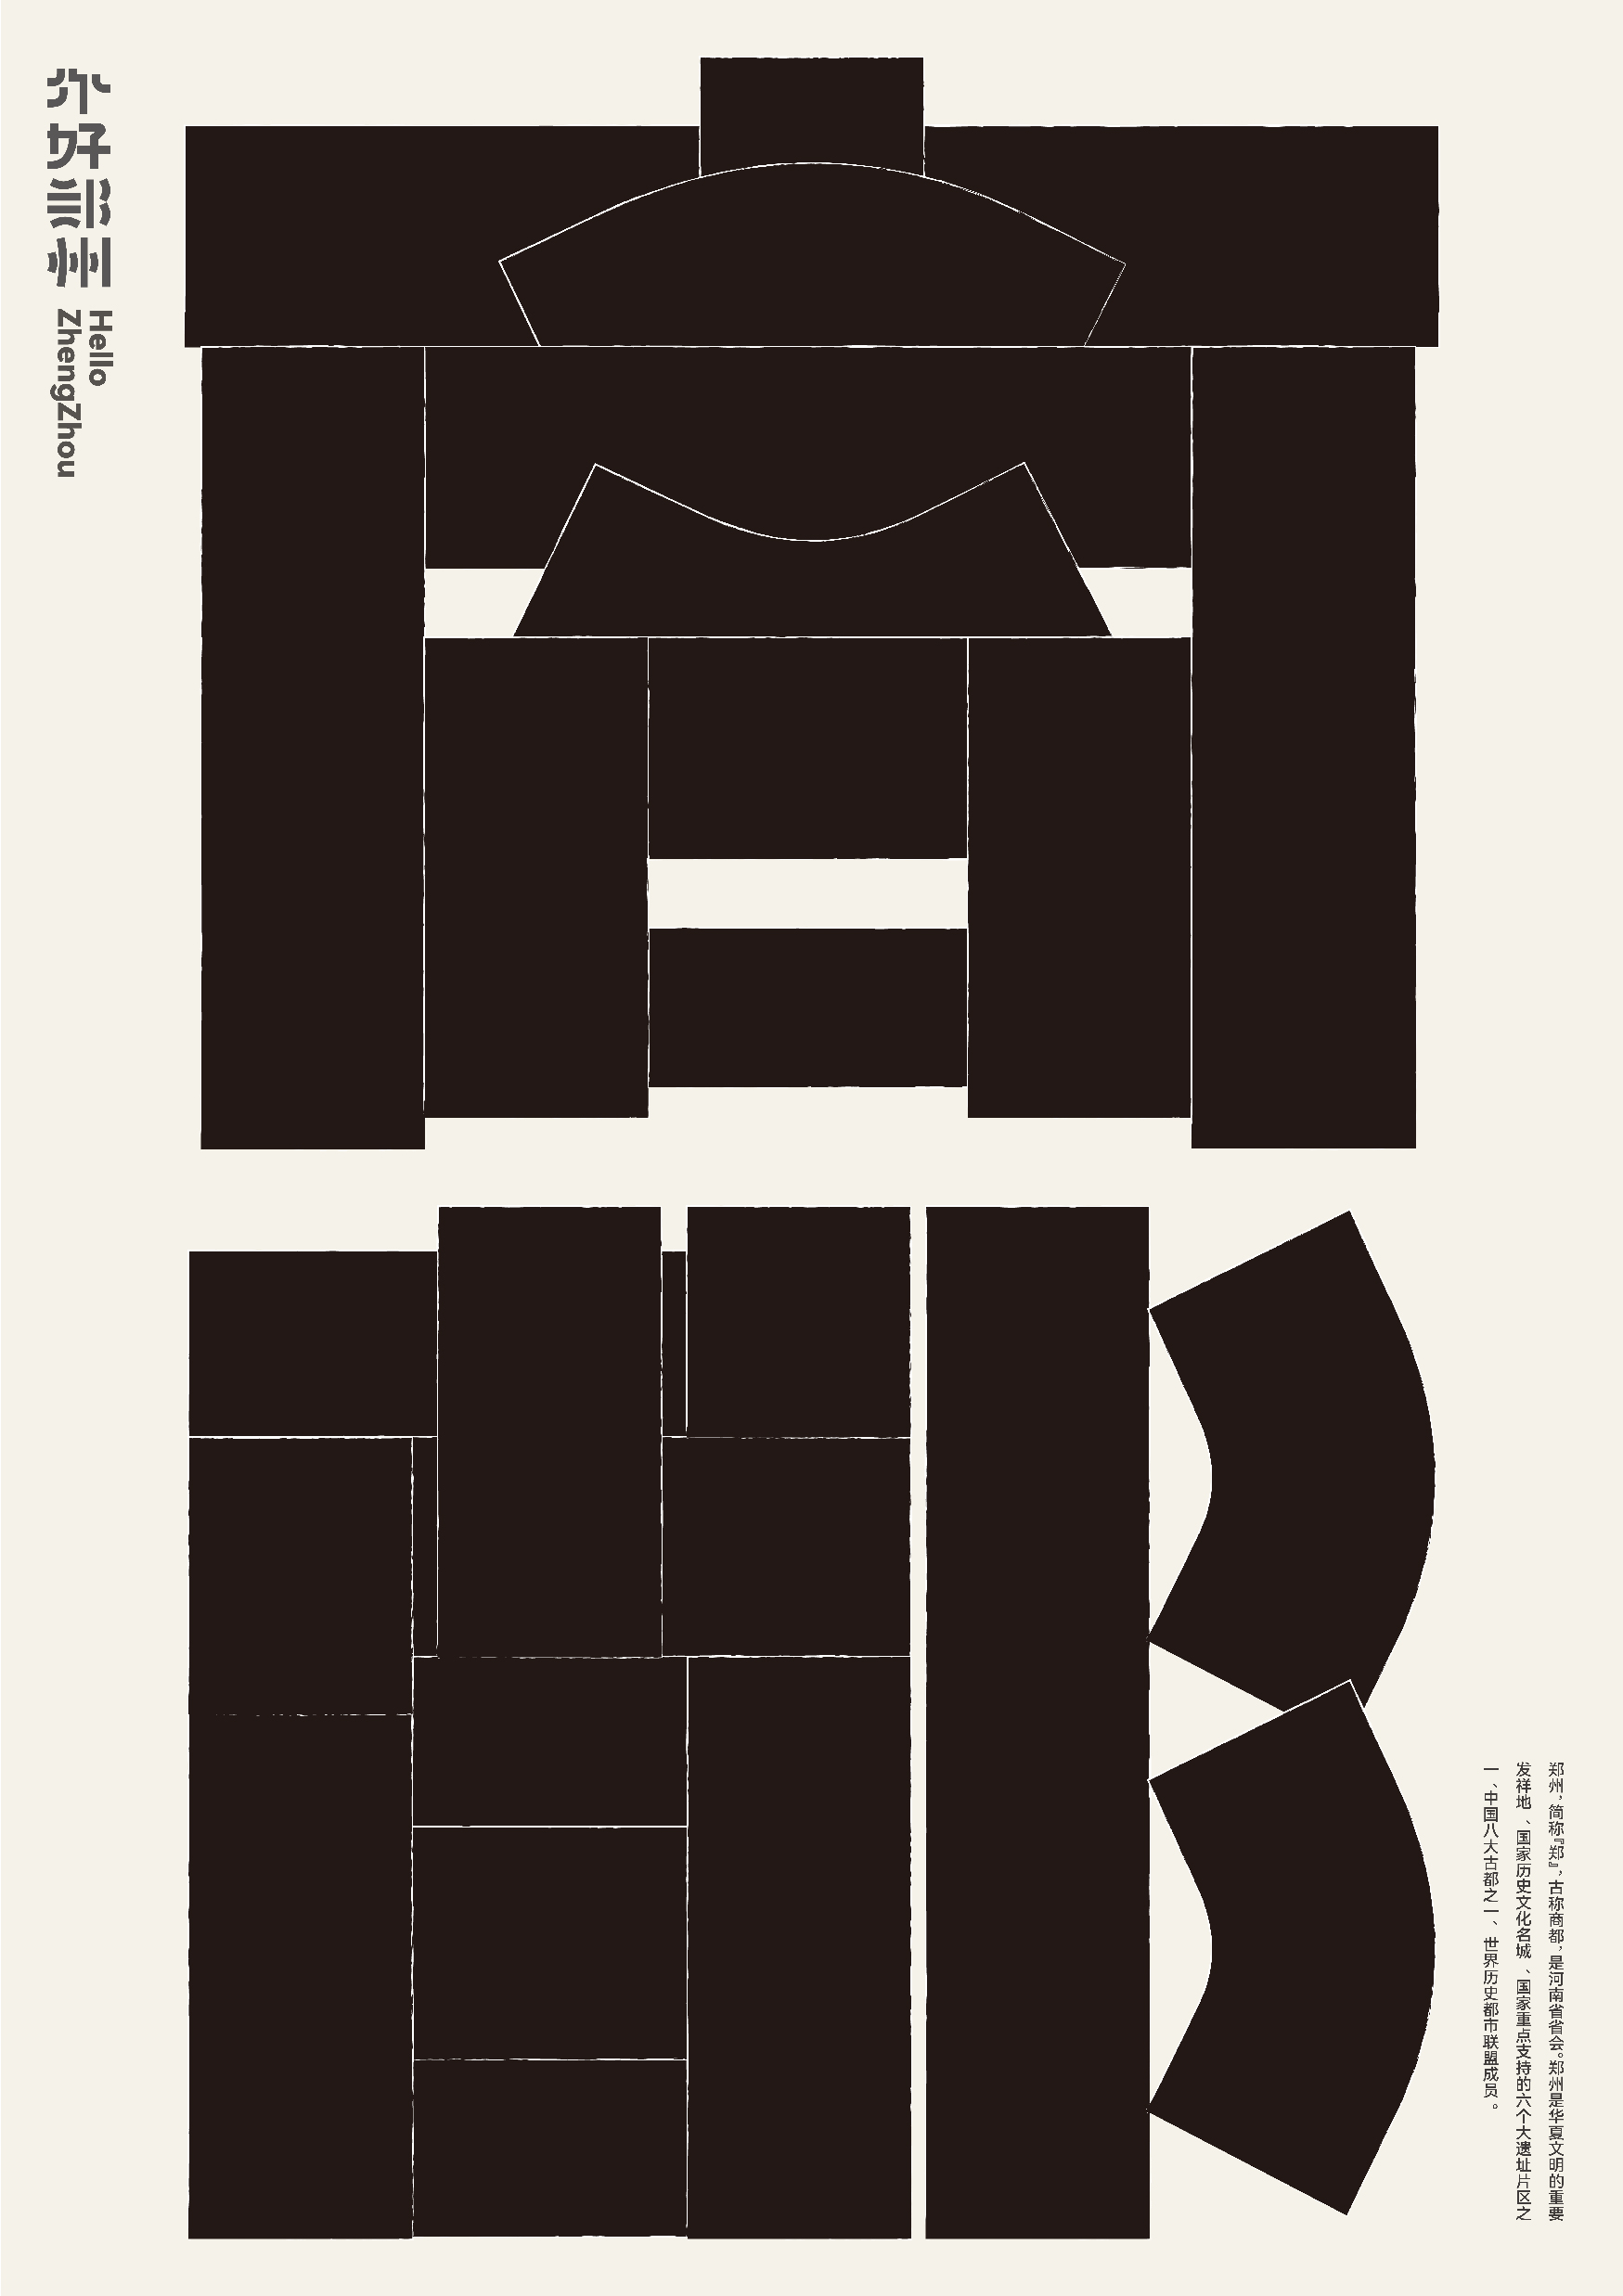 你好郑州
Hello
ZhengZhou
商都
郑州，简称『郑』，古称商都，是河南省省会。郑州是华夏文明的重要
发祥地、国家历史文化名城、国家重点支持的六个大遗址片区之
一、中国八大古都之一、世界历史都市联盟成员。